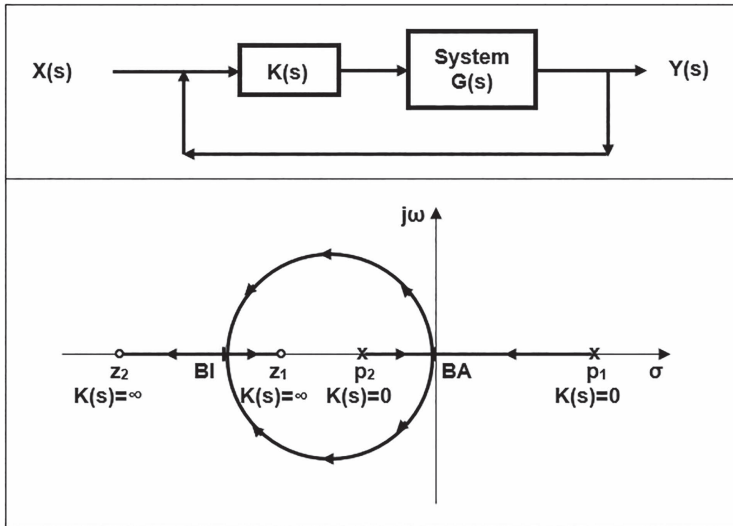 X(s) K(s) System G(s) Y(s)
jω
z₂ BI z₁ p₂ BA p₁ σ
K(s)=∞ K(s)=∞ K(s)=0 K(s)=0